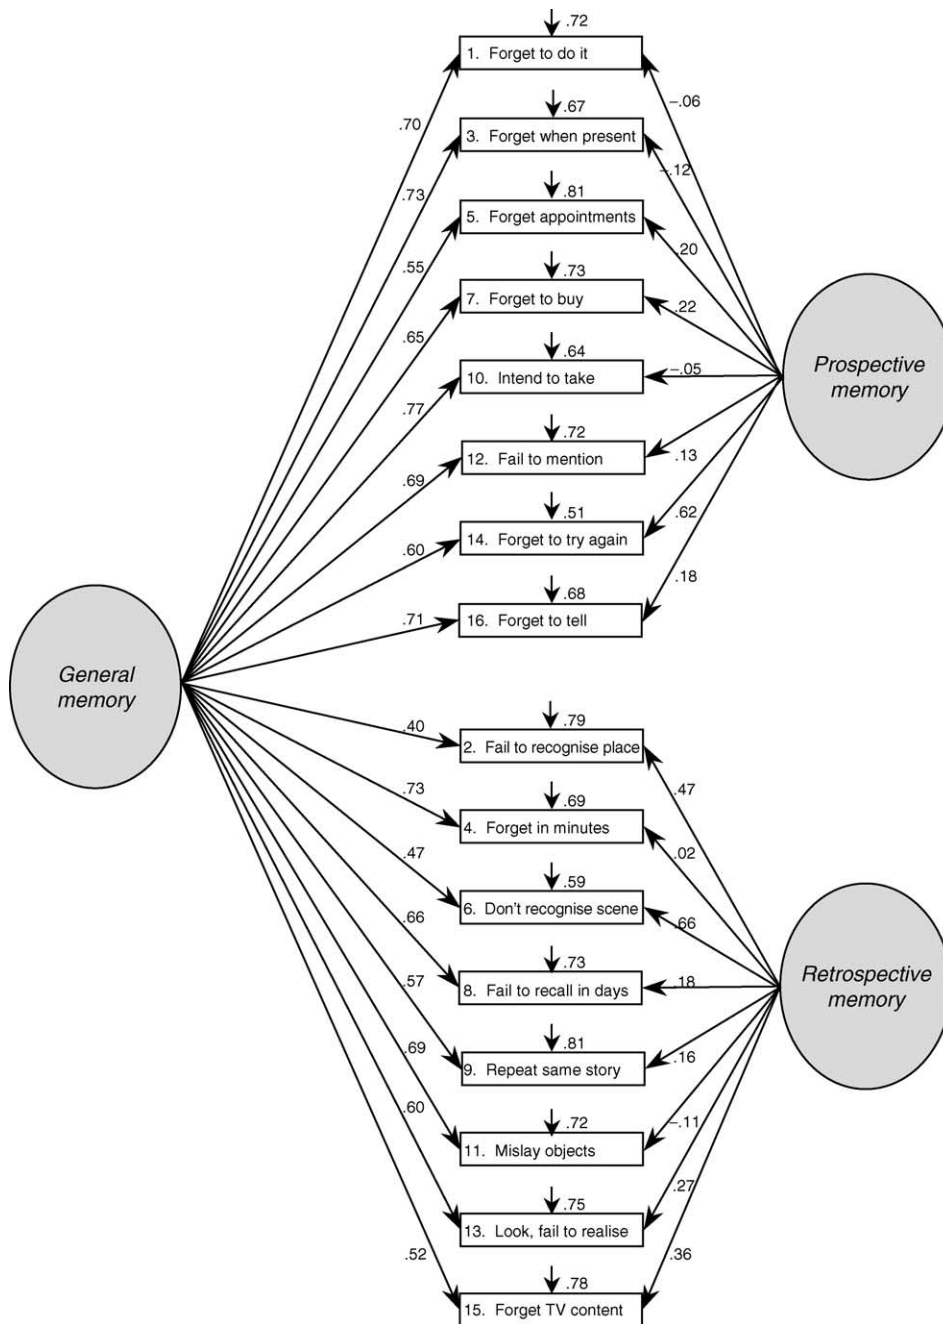 .72
1. Forget to do it
-.06
.70
.67
3. Forget when present
-.12
.73
.81
5. Forget appointments
.20
.55
.73
7. Forget to buy
.22
.65
.64
10. Intend to take
-.05
.77
.72
12. Fail to mention
.13
.69
.51
14. Forget to try again
.62
.60
.68
16. Forget to tell
.18
.71
Prospective
memory
General
memory
.79
2. Fail to recognise place
.40
.47
.69
4. Forget in minutes
.73
.02
.59
6. Don't recognise scene
.47
.66
.73
8. Fail to recall in days
.66
.18
.81
9. Repeat same story
.57
.16
.72
11. Mislay objects
.69
-.11
.75
13. Look, fail to realise
.60
.27
.78
15. Forget TV content
.52
.36
Retrospective
memory